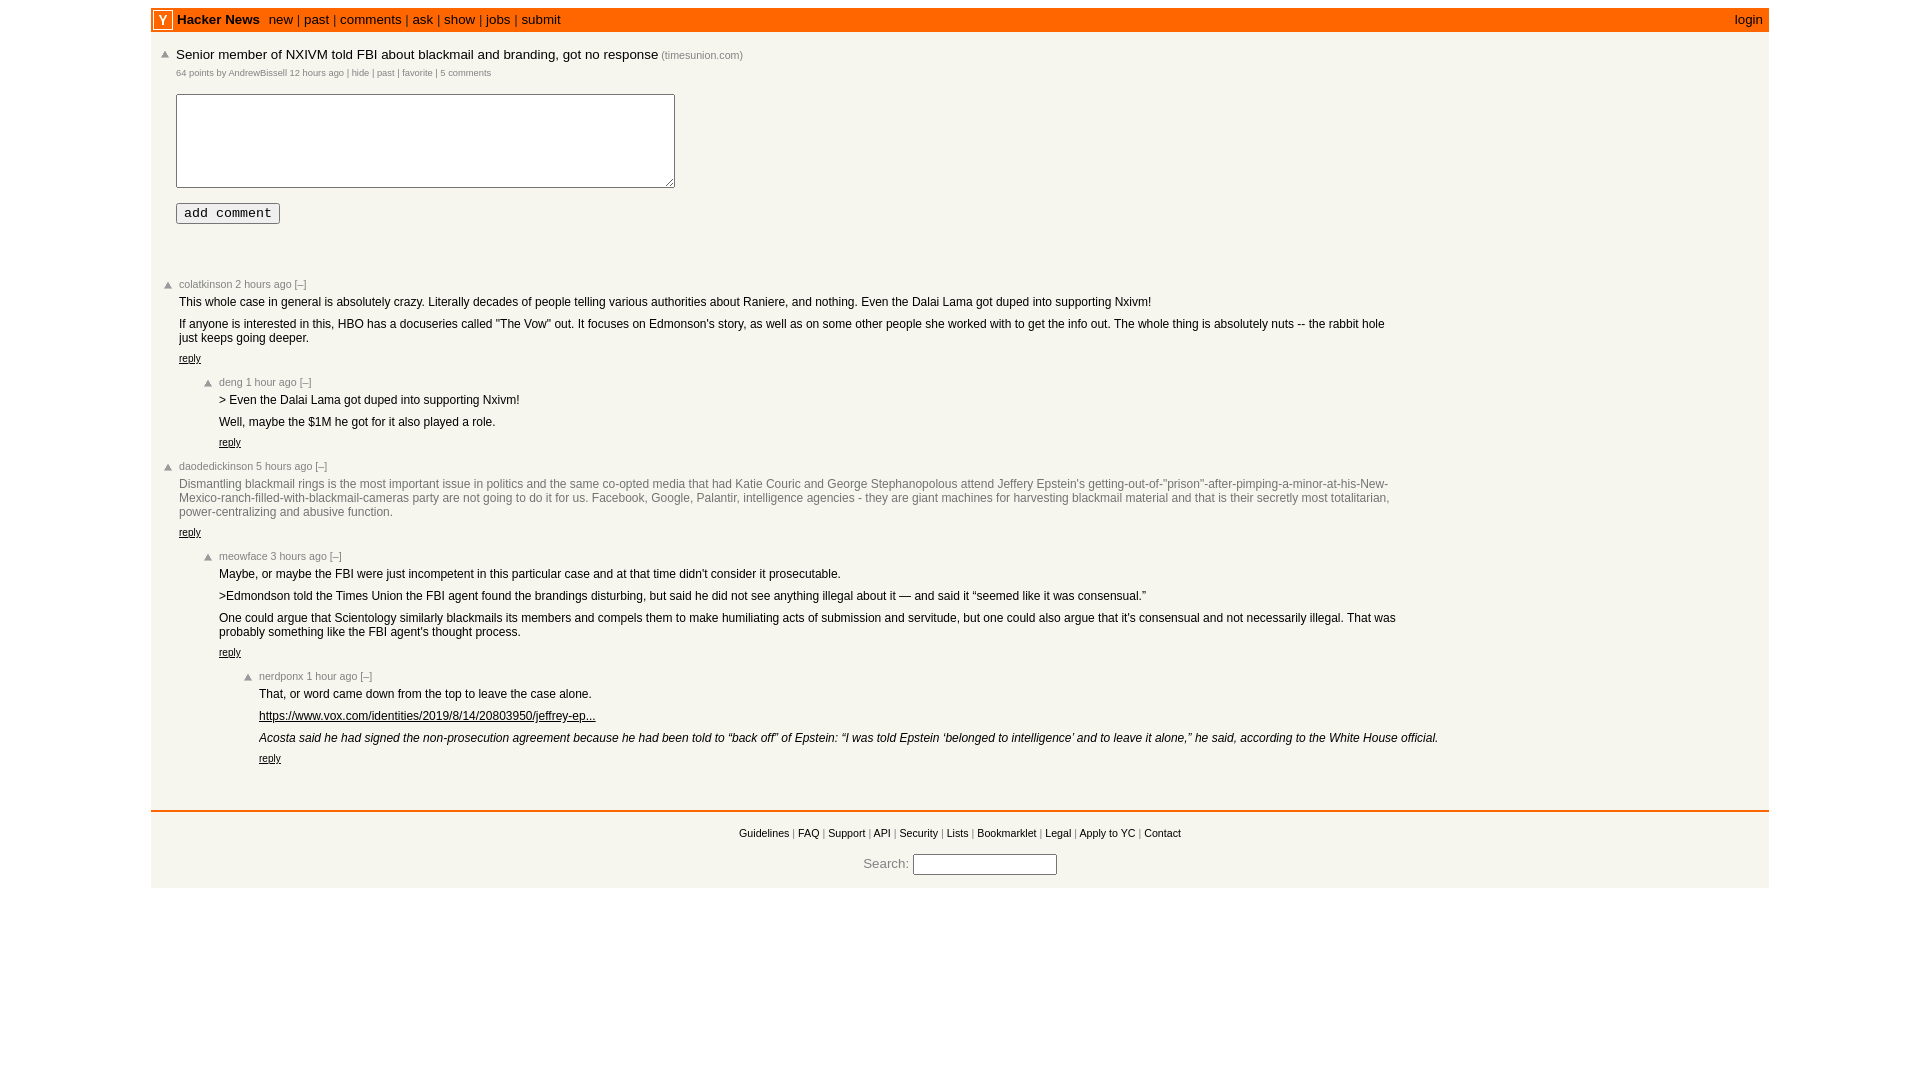 Y Hacker News new | past | comments | ask | show | jobs | submit login
Senior member of NXIVM told FBI about blackmail and branding, got no response (timesunion.com)
64 points by AndrewBissell 12 hours ago | hide | past | favorite | 5 comments
add comment
colatkinson 2 hours ago [–]
This whole case in general is absolutely crazy. Literally decades of people telling various authorities about Raniere, and nothing. Even the Dalai Lama got duped into supporting Nxivm!
If anyone is interested in this, HBO has a docuseries called "The Vow" out. It focuses on Edmonson's story, as well as on some other people she worked with to get the info out. The whole thing is absolutely nuts -- the rabbit hole
just keeps going deeper.
reply
deng 1 hour ago [–]
> Even the Dalai Lama got duped into supporting Nxivm!
Well, maybe the $1M he got for it also played a role.
reply
daodedickinson 5 hours ago [–]
Dismantling blackmail rings is the most important issue in politics and the same co-opted media that had Katie Couric and George Stephanopolous attend Jeffery Epstein's getting-out-of-"prison"-after-pimping-a-minor-at-his-New-
Mexico-ranch-filled-with-blackmail-cameras party are not going to do it for us. Facebook, Google, Palantir, intelligence agencies - they are giant machines for harvesting blackmail material and that is their secretly most totalitarian,
power-centralizing and abusive function.
reply
meowface 3 hours ago [–]
Maybe, or maybe the FBI were just incompetent in this particular case and at that time didn't consider it prosecutable.
>Edmondson told the Times Union the FBI agent found the brandings disturbing, but said he did not see anything illegal about it — and said it “seemed like it was consensual.”
One could argue that Scientology similarly blackmails its members and compels them to make humiliating acts of submission and servitude, but one could also argue that it's consensual and not necessarily illegal. That was
probably something like the FBI agent's thought process.
reply
nerdponx 1 hour ago [–]
That, or word came down from the top to leave the case alone.
https://www.vox.com/identities/2019/8/14/20803950/jeffrey-ep...
Acosta said he had signed the non-prosecution agreement because he had been told to “back off” of Epstein: “I was told Epstein ‘belonged to intelligence’ and to leave it alone,” he said, according to the White House official.
reply
Guidelines | FAQ | Support | API | Security | Lists | Bookmarklet | Legal | Apply to YC | Contact
Search: